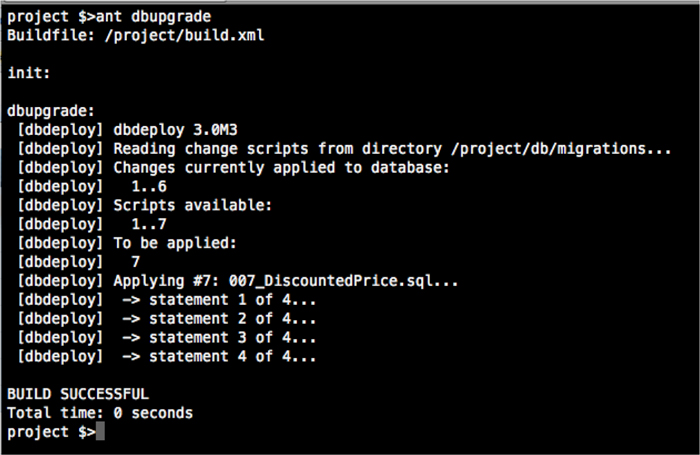 project $>ant dbupgrade
Buildfile: /project/build.xml
init:
dbupgrade:
[dbdeploy] dbdeploy 3.0M3
[dbdeploy] Reading change scripts from directory /project/db/migrations...
[dbdeploy] Changes currently applied to database:
[dbdeploy]   1..6
[dbdeploy] Scripts available:
[dbdeploy]   1..7
[dbdeploy] To be applied:
[dbdeploy]   7
[dbdeploy] Applying #7: 007_DiscountedPrice.sql...
[dbdeploy]  -> statement 1 of 4...
[dbdeploy]  -> statement 2 of 4...
[dbdeploy]  -> statement 3 of 4...
[dbdeploy]  -> statement 4 of 4...
BUILD SUCCESSFUL
Total time: 0 seconds
project $>